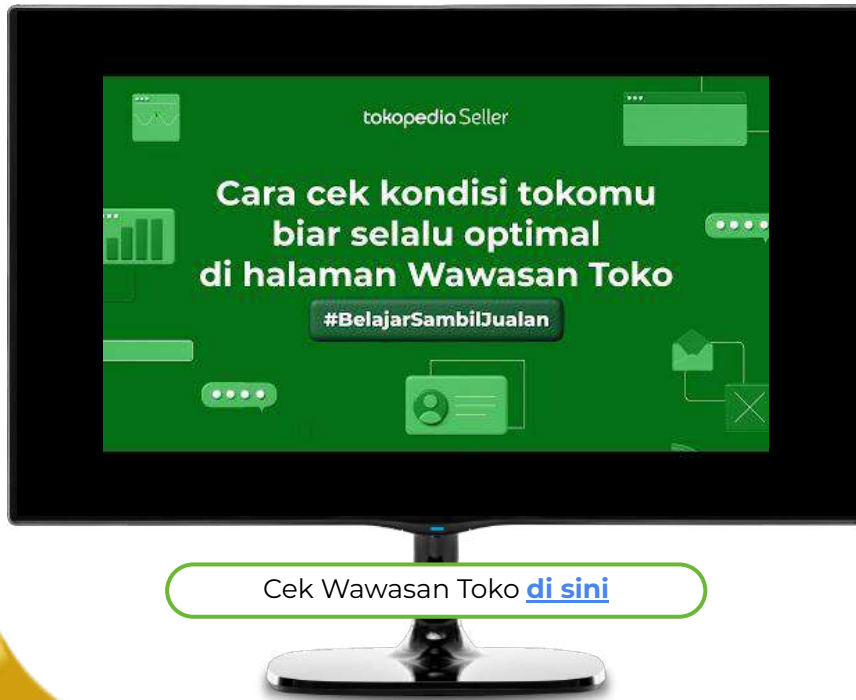 tokopedia Seller
Cara cek kondisi tokomu
biar selalu optimal
di halaman Wawasan Toko
#BelajarSambilJualan
Cek Wawasan Toko di sini